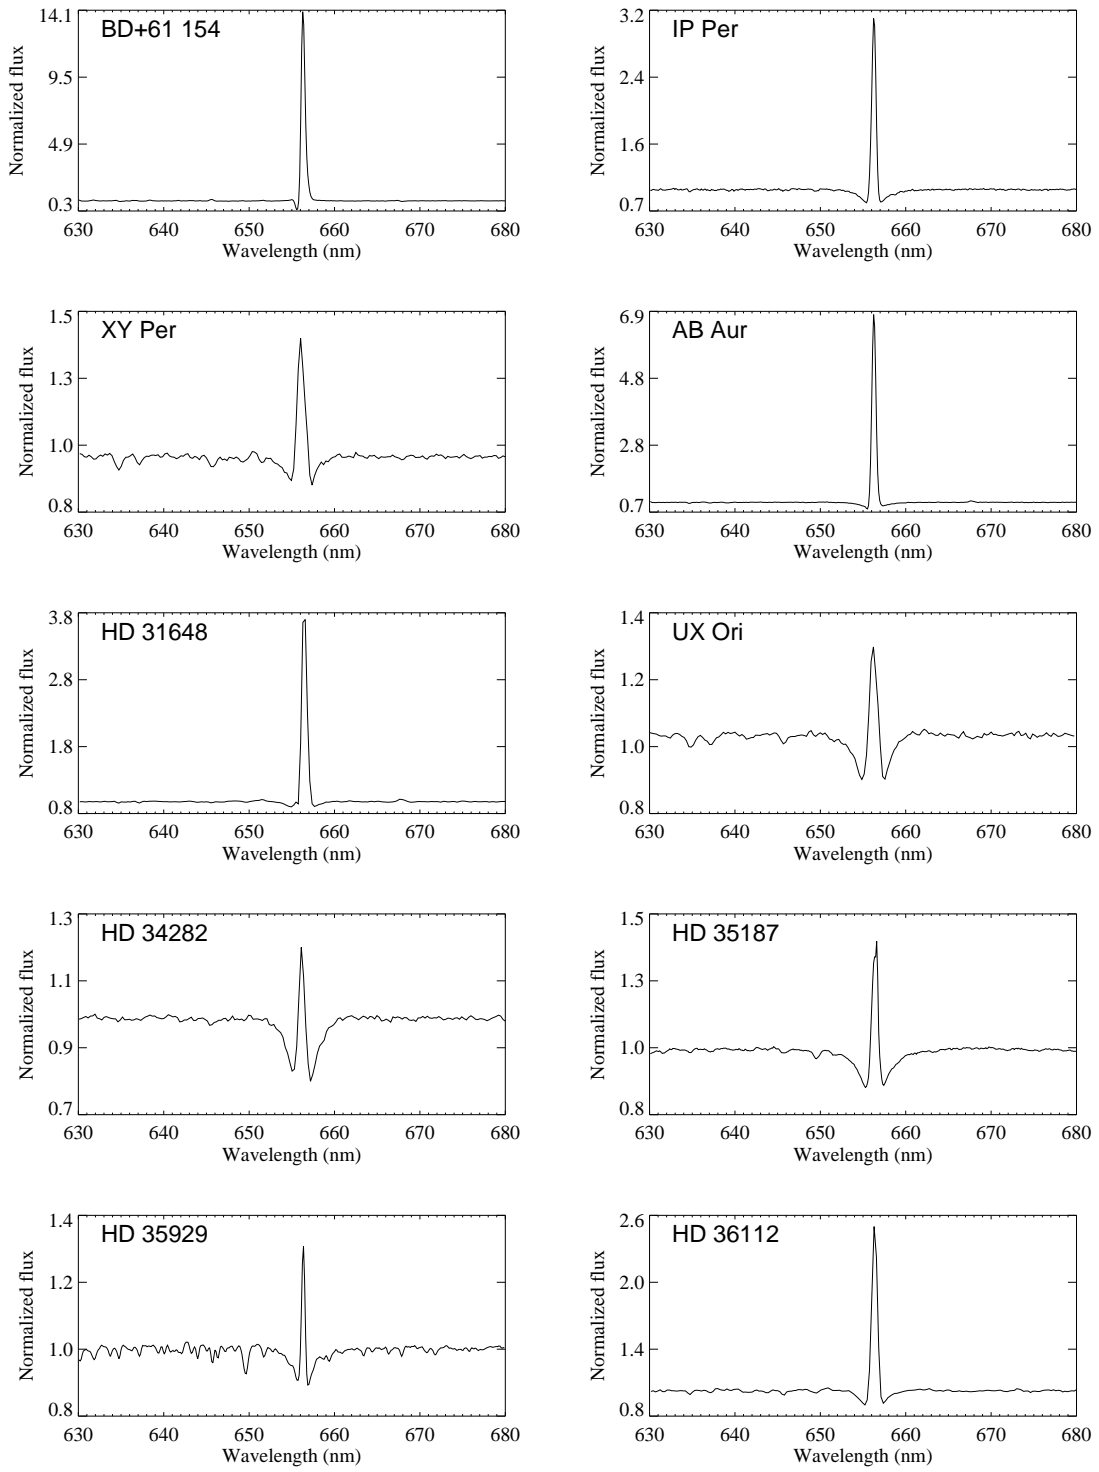 BD+61 154
Normalized flux
14.1
9.5
4.9
0.3
630 640 650 660 670 680
Wavelength (nm)
IP Per
Normalized flux
3.2
2.4
1.6
0.7
630 640 650 660 670 680
Wavelength (nm)
XY Per
Normalized flux
1.5
1.3
1.0
0.8
630 640 650 660 670 680
Wavelength (nm)
AB Aur
Normalized flux
6.9
4.8
2.8
0.7
630 640 650 660 670 680
Wavelength (nm)
HD 31648
Normalized flux
3.8
2.8
1.8
0.8
630 640 650 660 670 680
Wavelength (nm)
UX Ori
Normalized flux
1.4
1.2
1.0
0.8
630 640 650 660 670 680
Wavelength (nm)
HD 34282
Normalized flux
1.3
1.1
0.9
0.7
630 640 650 660 670 680
Wavelength (nm)
HD 35187
Normalized flux
1.5
1.3
1.0
0.8
630 640 650 660 670 680
Wavelength (nm)
HD 35929
Normalized flux
1.4
1.2
1.0
0.8
630 640 650 660 670 680
Wavelength (nm)
HD 36112
Normalized flux
2.6
2.0
1.4
0.8
630 640 650 660 670 680
Wavelength (nm)